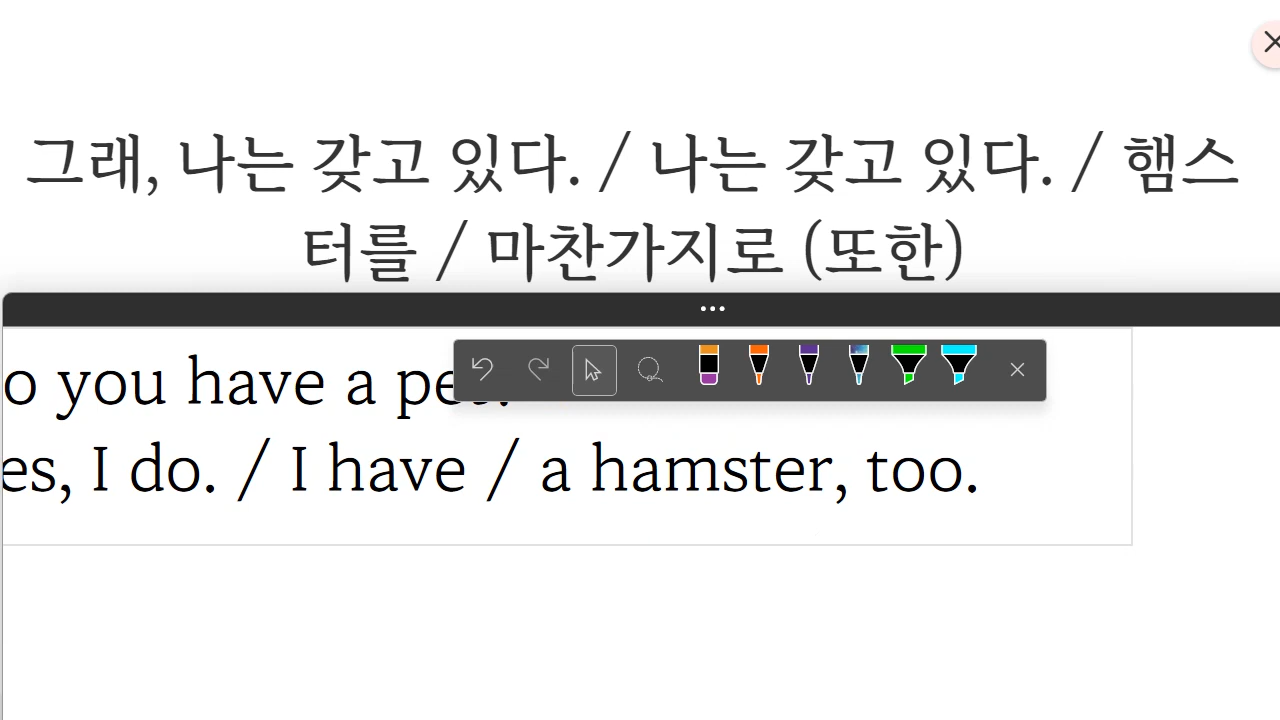 그래, 나는 갖고 있다. / 나는 갖고 있다. / 햄스
터를 / 마찬가지로 (또한)
o you have a
es, I do. / I have / a hamster, too.